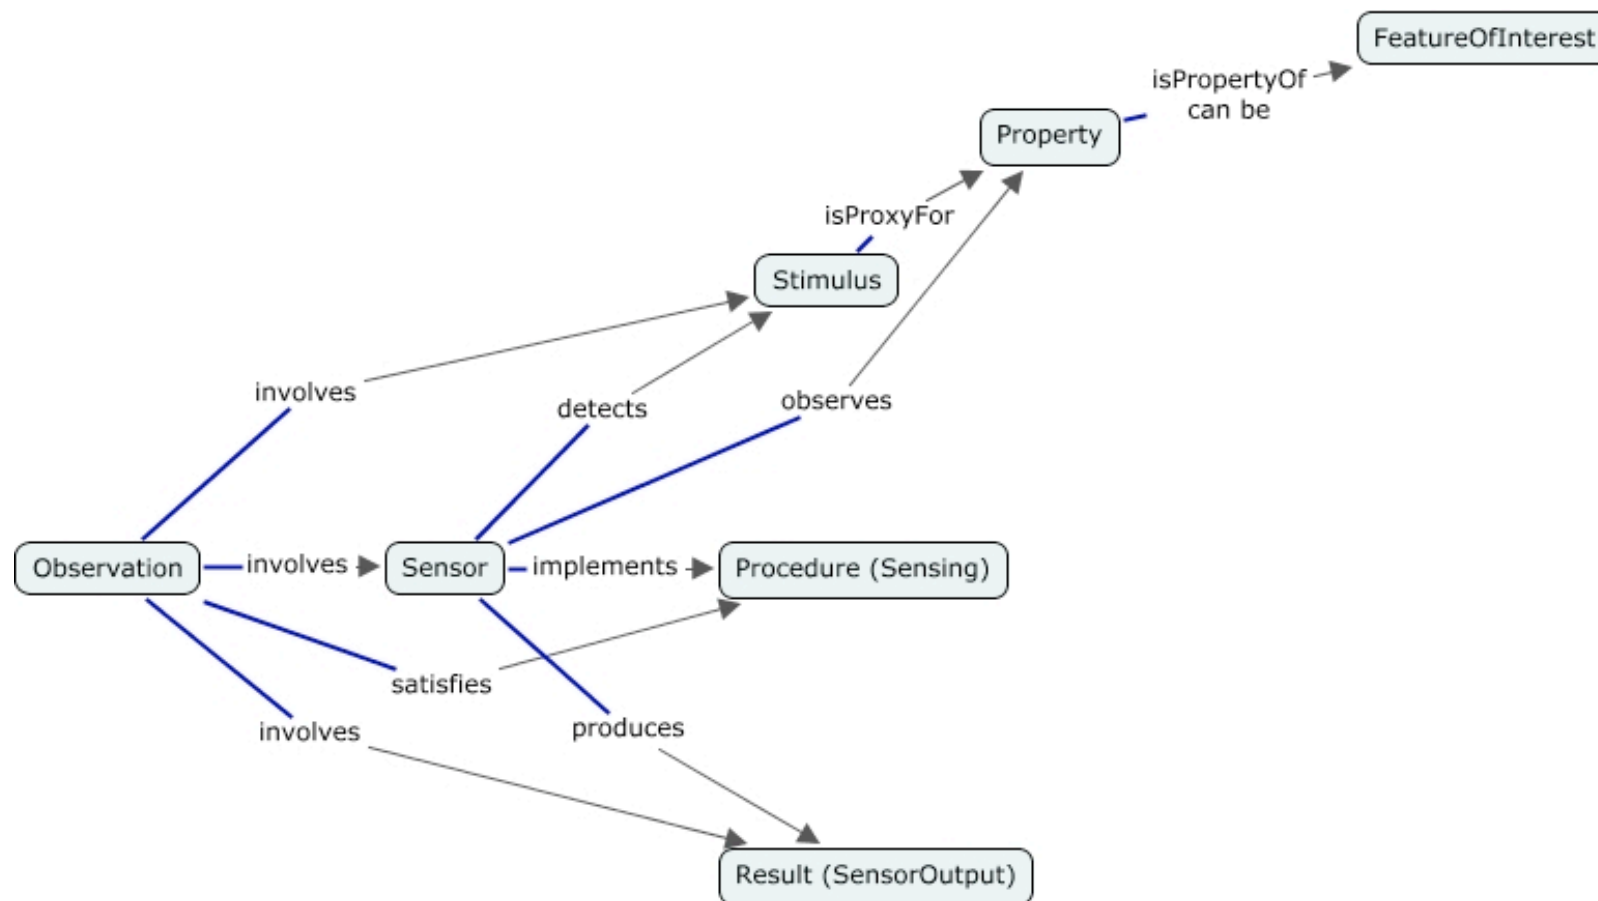 FeatureOfInterest
isPropertyOf
can be
Property
isProxyFor
Stimulus
involves
detects
observes
Observation
involves
Sensor
implements
Procedure (Sensing)
satisfies
involves
produces
Result (SensorOutput)